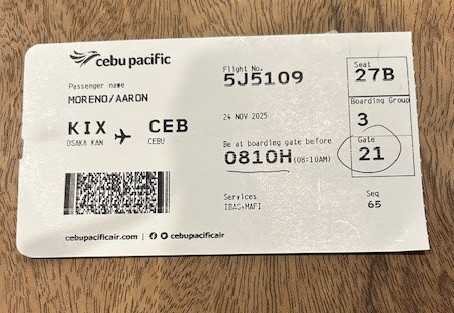 cebu pacific
Passenger name
MORENO/AARON
KIX CEB
OSAKA KAN CEBU
cebupacificair.com | cebupacificair
Flight No.
5J5109
24 NOV 2025
Be at boarding gate before
0810H (08:10AM)
Services
IBAG+MAFI
Seat
27B
Boarding Group
3
Gate
21
Seq
65